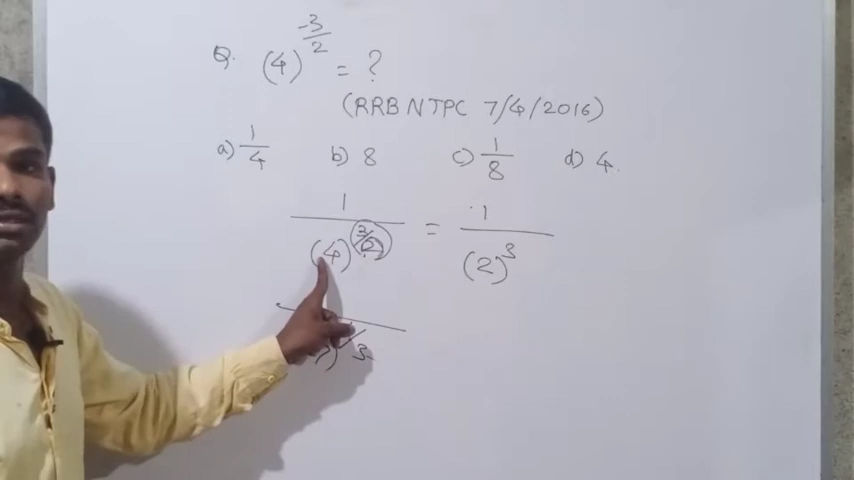 Q. (4)^(-3/2) = ?
(RRB NTPC 7/4/2016)
a) 1/4 b) 8 c) 1/8 d) 4.
1/(4)^(3/2) = 1/(2)^3